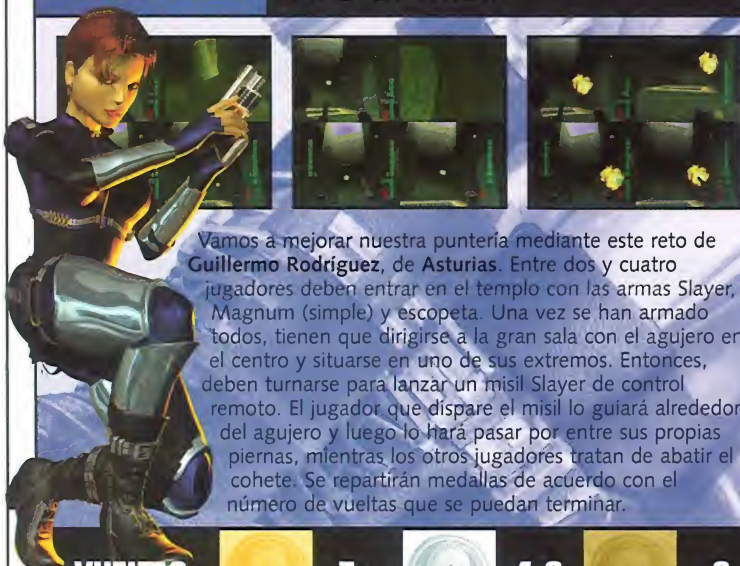 Vamos a mejorar nuestra puntería mediante este reto de
Guillermo Rodríguez, de Asturias. Entre dos y cuatro
jugadores deben entrar en el templo con las armas Slayer,
Magnum (simple) y escopeta. Una vez se han armado
todos, tienen que dirigirse a la gran sala con el agujero en
el centro y situarse en uno de sus extremos. Entonces,
deben turnarse para lanzar un misil Slayer de control
remoto. El jugador que dispare el misil lo guiará alrededor
del agujero y luego lo hará pasar por entre sus propias
piernas, mientras los otros jugadores tratan de abatir el
cohete. Se repartirán medallas de acuerdo con el
número de vueltas que se puedan terminar.
VUELTAS